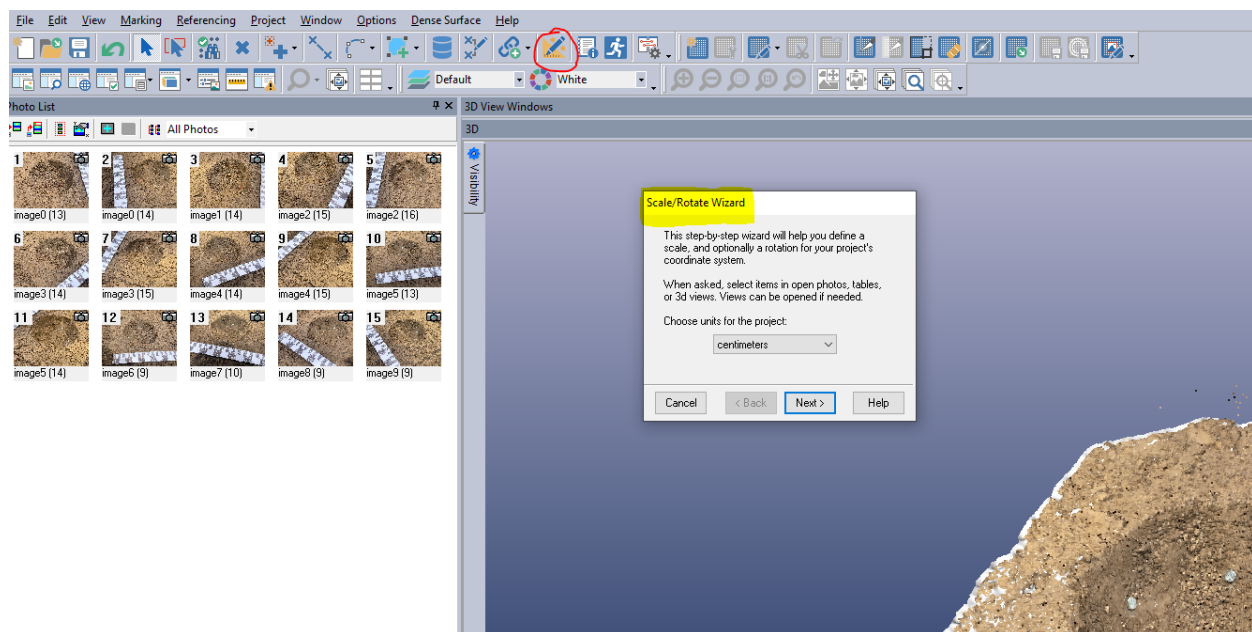 File Edit View Marking Referencing Project Window Options Dense Surface Help
Default White
Photo List
3D View Windows
All Photos
3D
Visibility
1 2 3 4 5
image0 (13) image0 (14) image1 (14) image2 (15) image2 (16)
6 7 8 9 10
image3 (14) image3 (15) image4 (14) image4 (15) image5 (13)
11 12 13 14 15
image5 (14) image6 (9) image7 (10) image8 (9) image9 (9)
Scale/Rotate Wizard
This step-by-step wizard will help you define a
scale, and optionally a rotation for your project's
coordinate system.
When asked, select items in open photos, tables,
or 3d views. Views can be opened if needed.
Choose units for the project:
centimeters
Cancel < Back Next > Help